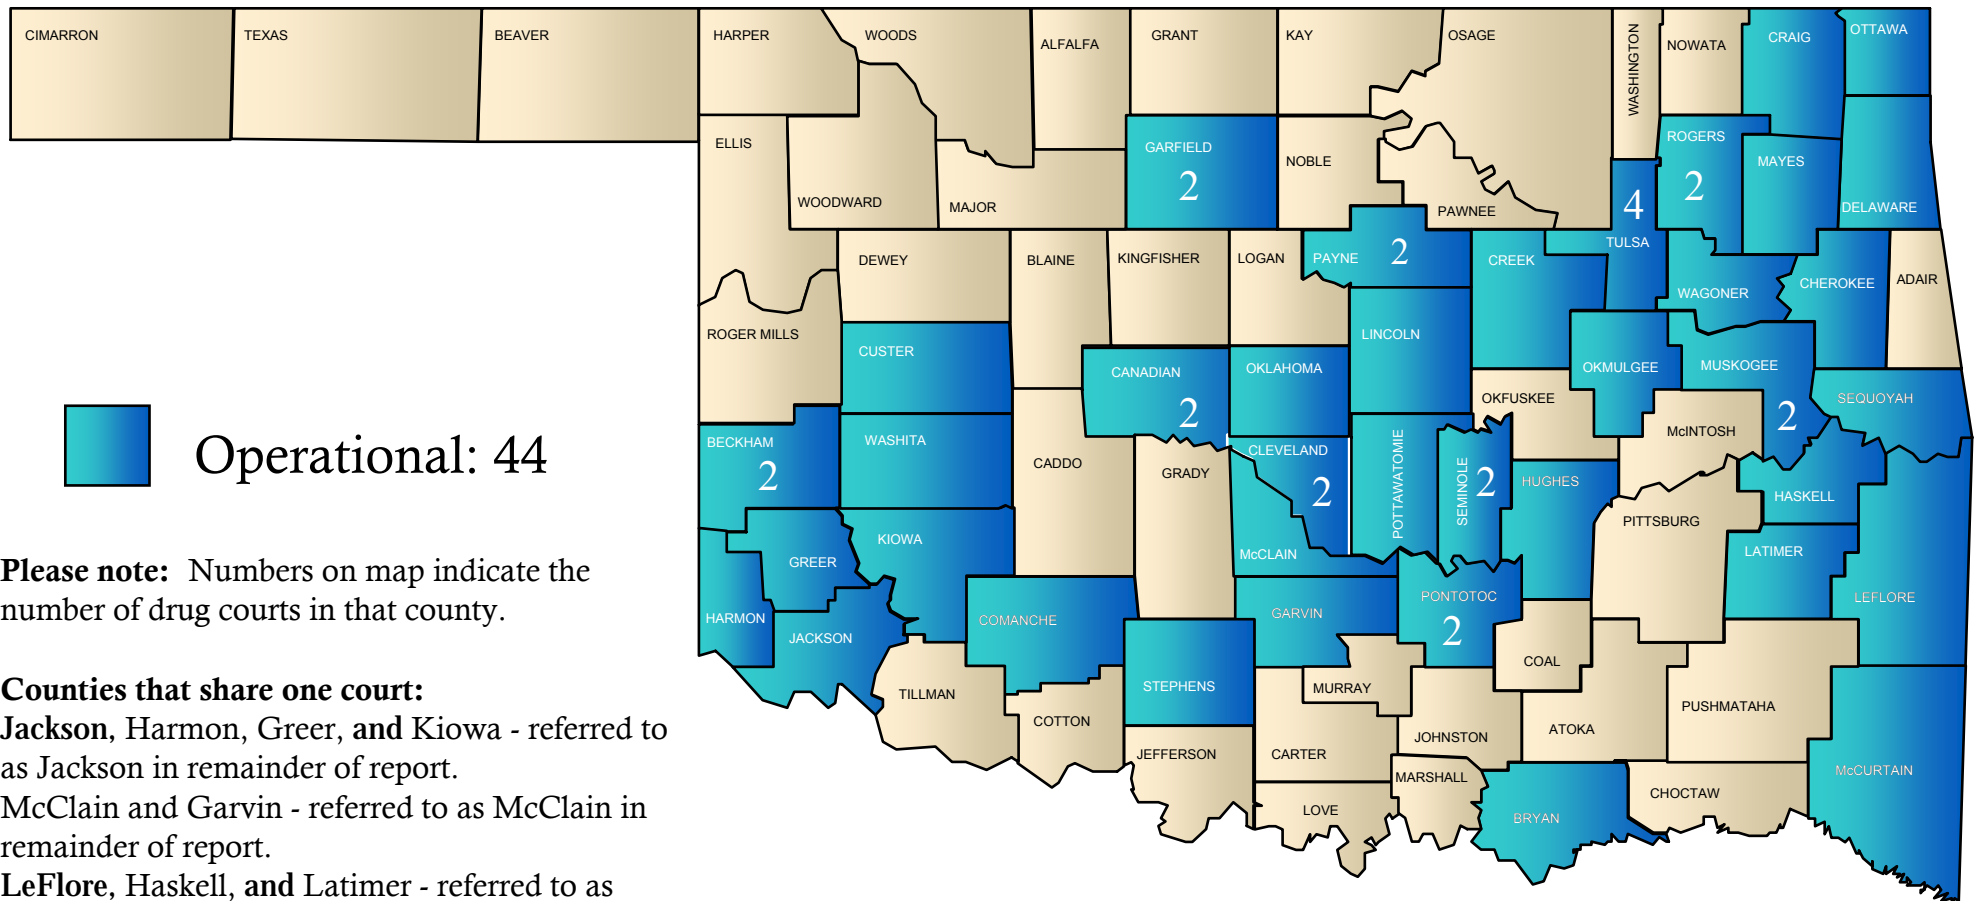 CIMARRON
TEXAS
BEAVER
HARPER
WOODS
ALFALFA
GRANT
KAY
OSAGE
WASHINGTON
NOWATA
CRAIG
OTTAWA
ELLIS
WOODWARD
MAJOR
GARFIELD
2
NOBLE
PAWNEE
4
TULSA
ROGERS
2
MAYES
DELAWARE
DEWEY
BLAINE
KINGFISHER
LOGAN
PAYNE
2
CREEK
WAGONER
CHEROKEE
ADAIR
ROGER MILLS
CUSTER
CANADIAN
2
OKLAHOMA
LINCOLN
OKMULGEE
MUSKOGEE
2
OKFUSKEE
McINTOSH
SEQUOYAH
BECKHAM
2
WASHITA
CADDO
GRADY
CLEVELAND
2
POTTAWATOMIE
SEMINOLE
2
HUGHES
PITTSBURG
HASKELL
LATIMER
LEFLORE
GREER
KIOWA
HARMON
JACKSON
COMANCHE
McCLAIN
GARVIN
PONTOTOC
2
COAL
TILLMAN
COTTON
STEPHENS
MURRAY
JOHNSTON
ATOKA
PUSHMATAHA
JEFFERSON
CARTER
MARSHALL
LOVE
BRYAN
CHOCTAW
McCURTAIN
Operational: 44
Please note: Numbers on map indicate the
number of drug courts in that county.
Counties that share one court:
Jackson, Harmon, Greer, and Kiowa - referred to
as Jackson in remainder of report.
McClain and Garvin - referred to as McClain in
remainder of report.
LeFlore, Haskell, and Latimer - referred to as